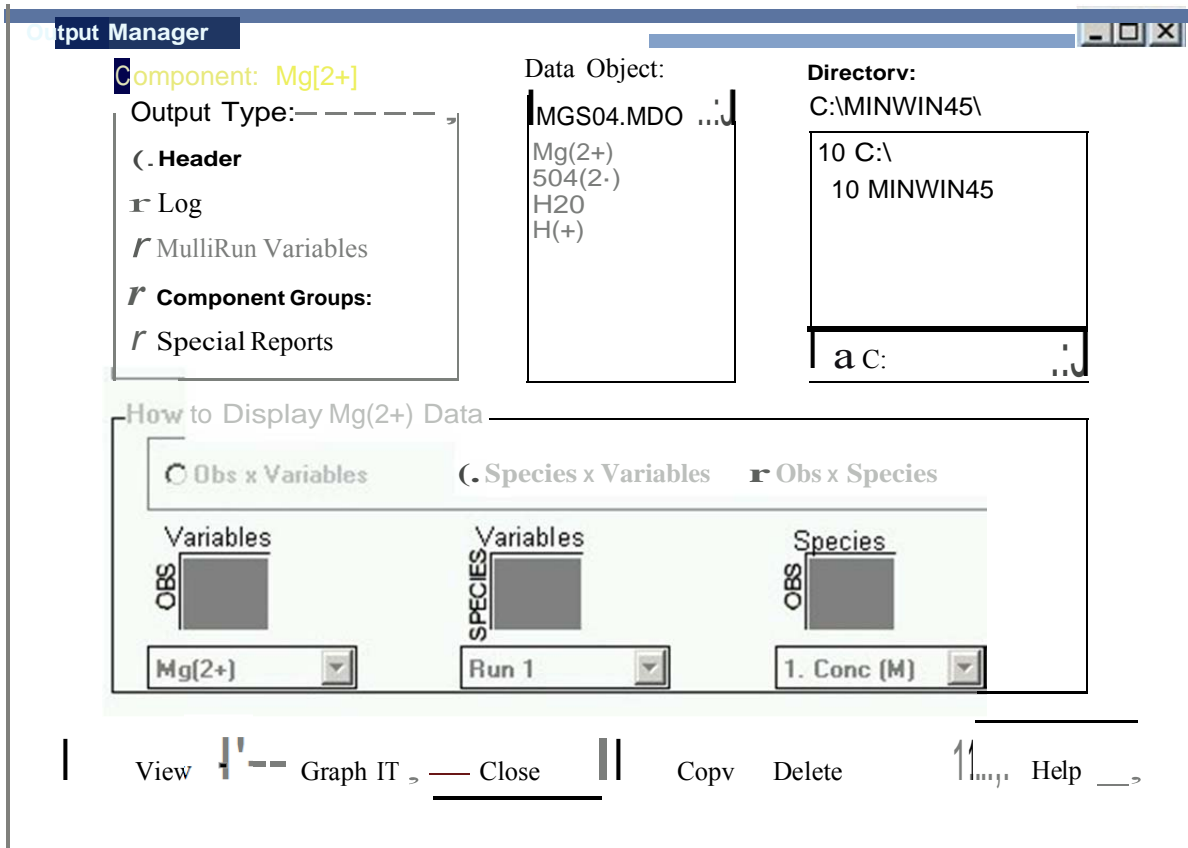 Output Manager
Component: Mg[2+]
Output Type:
Header
Log
MulliRun Variables
Component Groups:
Special Reports
Data Object:
MGS04.MDO
Mg(2+)
504(2·)
H20
H(+)
Directorv:
C:\MINWIN45\
10 C:\
10 MINWIN45
a C:
How to Display Mg(2+) Data
Obs x Variables
Species x Variables
r Obs x Species
Variables
OBS
Variables
SPECIES
Species
OBS
Mg(2+)
Run 1
1. Conc (M)
View
Graph IT
Close
Copv
Delete
Help